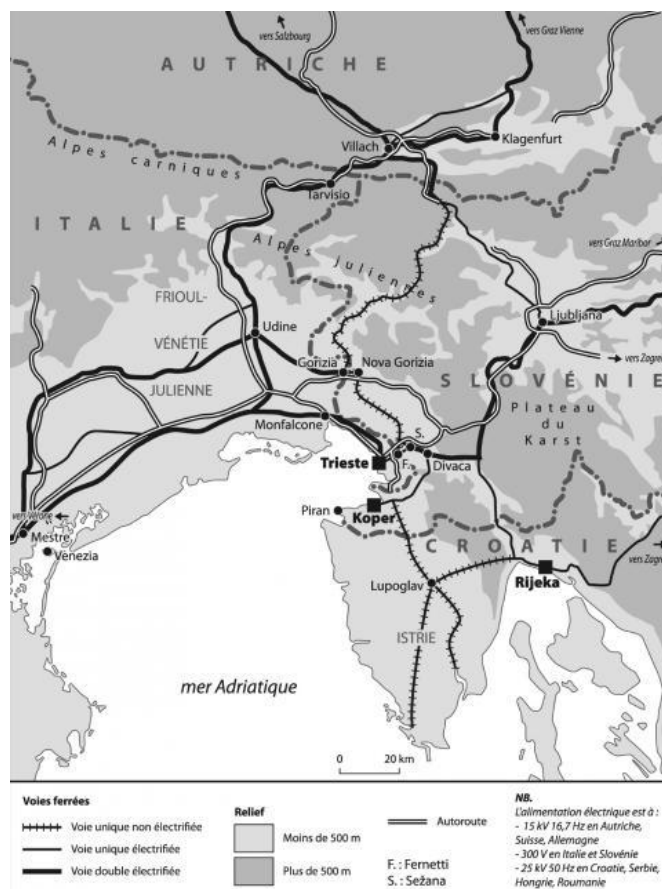 vers Salzbourg
vers Graz Vienne
AUTRICHE
Villach
Klagenfurt
Alpes carniques
Tarvisio
ITALIE
Alpes juliennes
vers Graz Maribor
FRIOUL-
VÉNÉTIE
JULIENNE
Udine
Ljubljana
vers Zagreb
Gorizia
Nova Gorizia
SLOVÉNIE
Plateau
du
Karst
Monfalcone
S.
Trieste
F.
Divaca
vers Vérone
Mestre
Venezia
Piran
Koper
CROATIE
vers Zagreb
Lupoglav
Rijeka
ISTRIE
mer Adriatique
0 20 km
Voies ferrées
Voie unique non électrifiée
Voie unique électrifiée
Voie double électrifiée
Relief
Moins de 500 m
Plus de 500 m
Autoroute
F. : Fernetti
S. : Sežana
NB.
L'alimentation électrique est à :
- 15 kV 16,7 Hz en Autriche,
Suisse, Allemagne
- 300 V en Italie et Slovénie
- 25 kV 50 Hz en Croatie, Serbie,
Hongrie, Roumanie